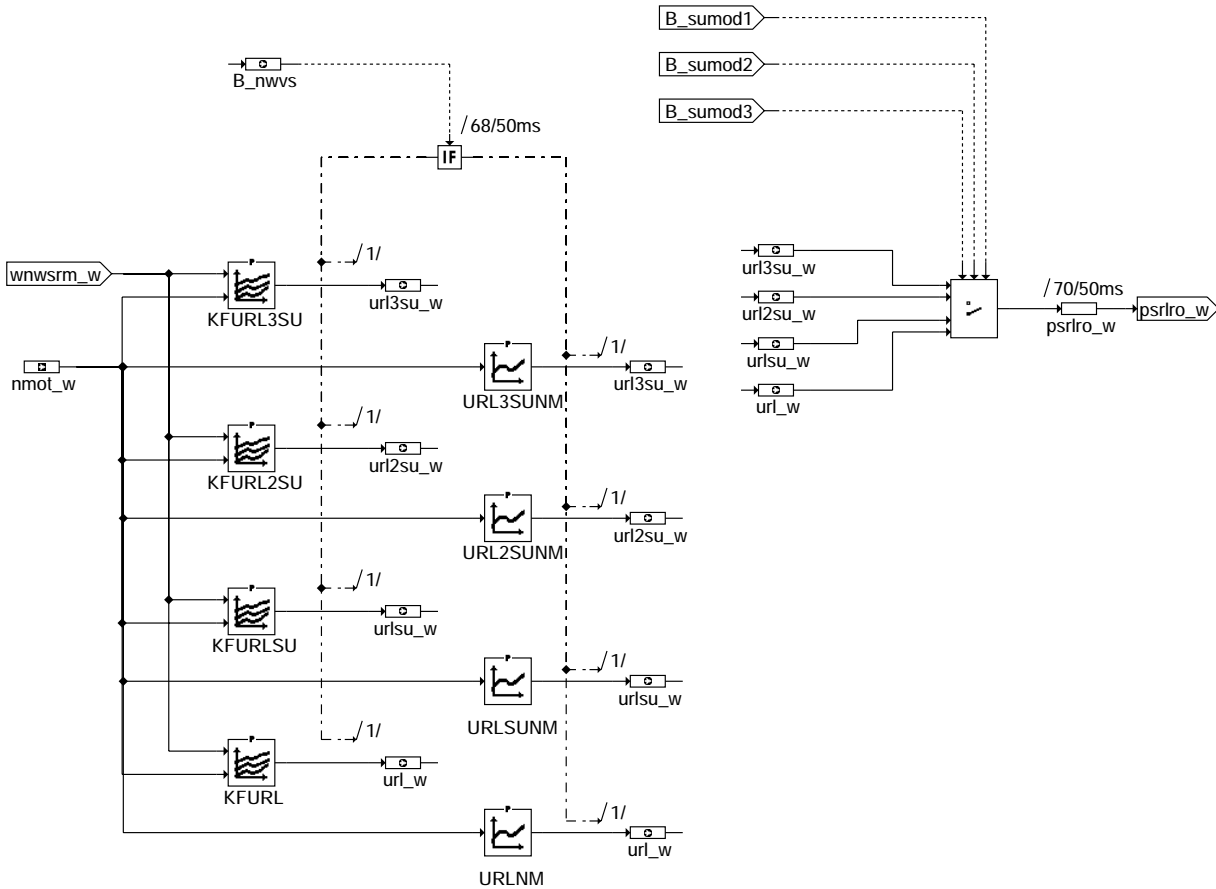 B_sumod1
B_sumod2
B_sumod3
B_nwvs
/ 68/50ms
IF
wnwsrm_w
nmot_w
P
KFURL3SU
/ 1/
url3su_w
P
URL3SUNM
/ 1/
url3su_w
P
KFURL2SU
/ 1/
url2su_w
P
URL2SUNM
/ 1/
url2su_w
P
KFURLSU
/ 1/
urlsu_w
P
URLSUNM
/ 1/
urlsu_w
P
KFURL
/ 1/
url_w
P
URLNM
/ 1/
url_w
url3su_w
url2su_w
urlsu_w
url_w
/ 70/50ms
psrlro_w
psrlro_w